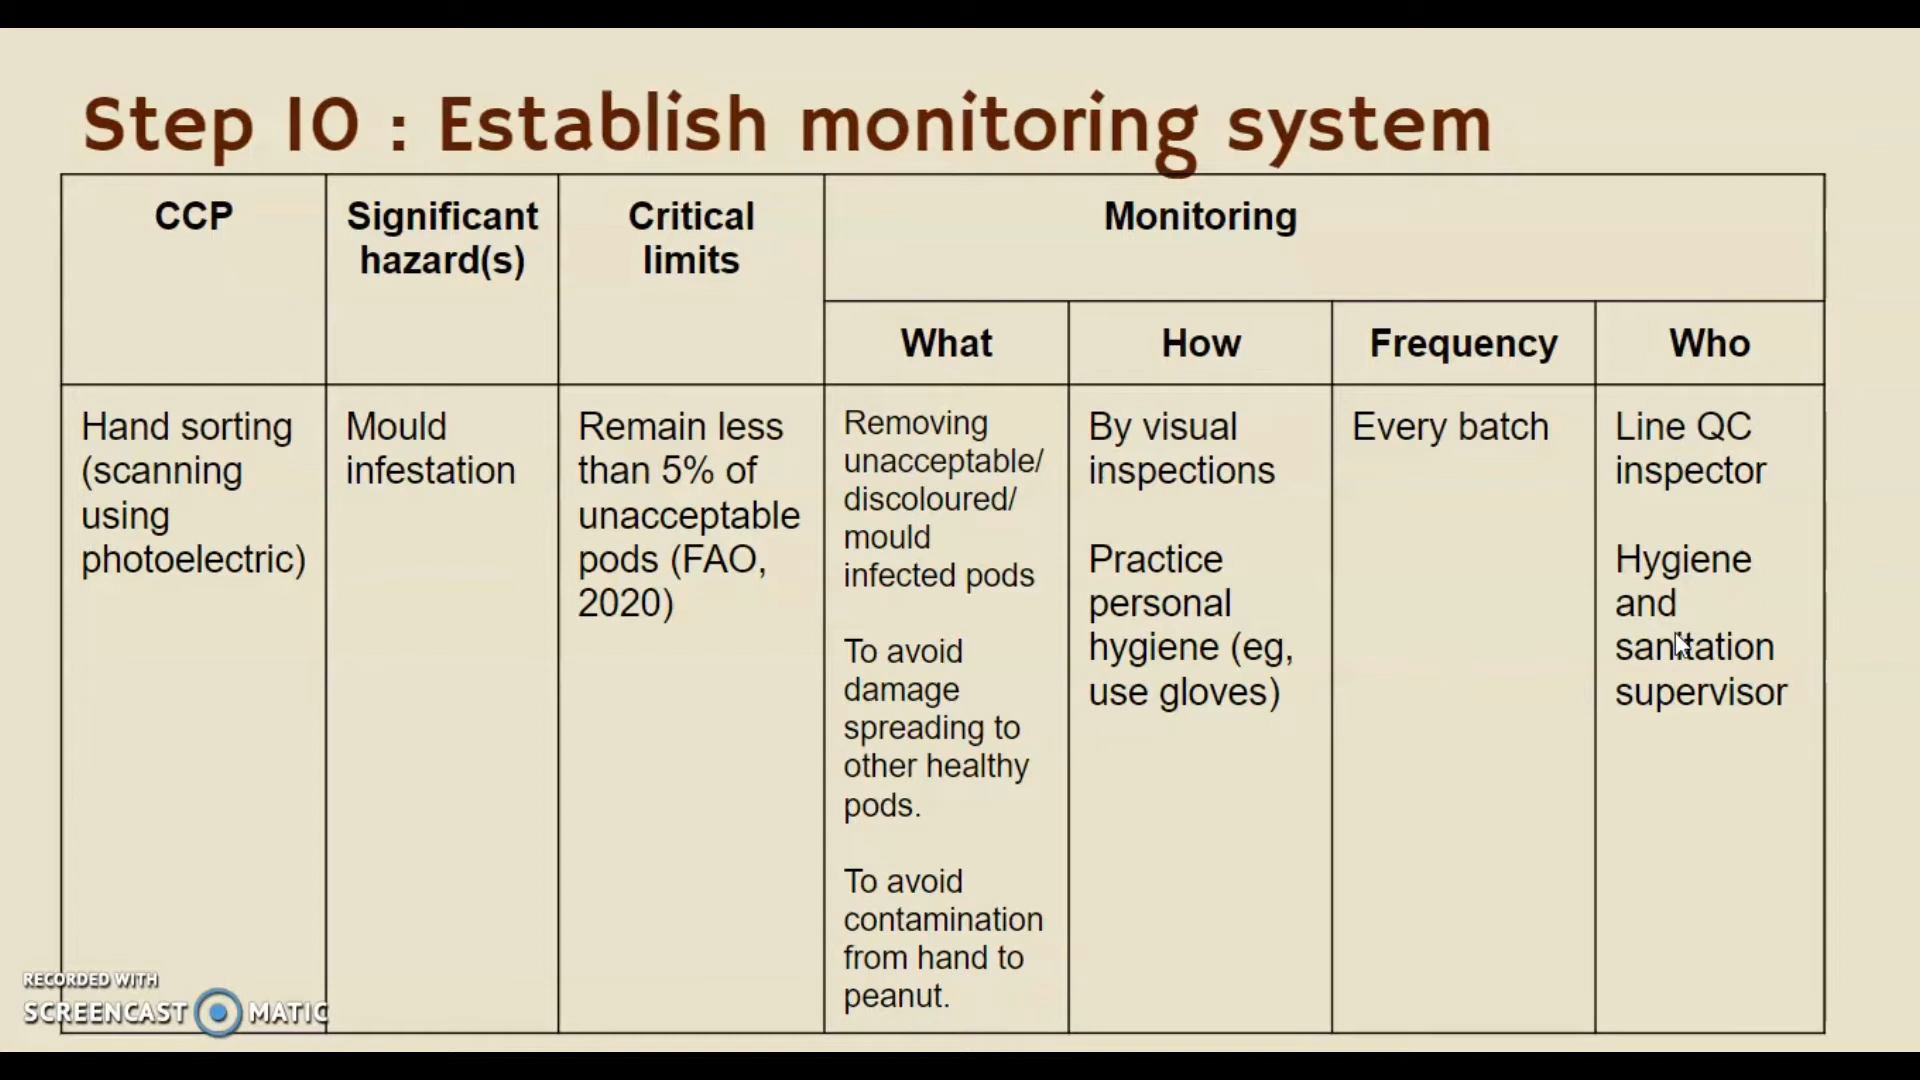 Step 10 : Establish monitoring system
CCP
Significant
hazard(s)
Critical
limits
Monitoring
What
How
Frequency
Who
Hand sorting
(scanning
using
photoelectric)
Mould
infestation
Remain less
than 5% of
unacceptable
pods (FAO,
2020)
Removing
unacceptable/
discoloured/
mould
infected pods
To avoid
damage
spreading to
other healthy
pods.
To avoid
contamination
from hand to
peanut.
By visual
inspections
Practice
personal
hygiene (eg,
use gloves)
Every batch
Line QC
inspector
Hygiene
and
sanitation
supervisor
RECORDED WITH
SCREENCAST MATIC